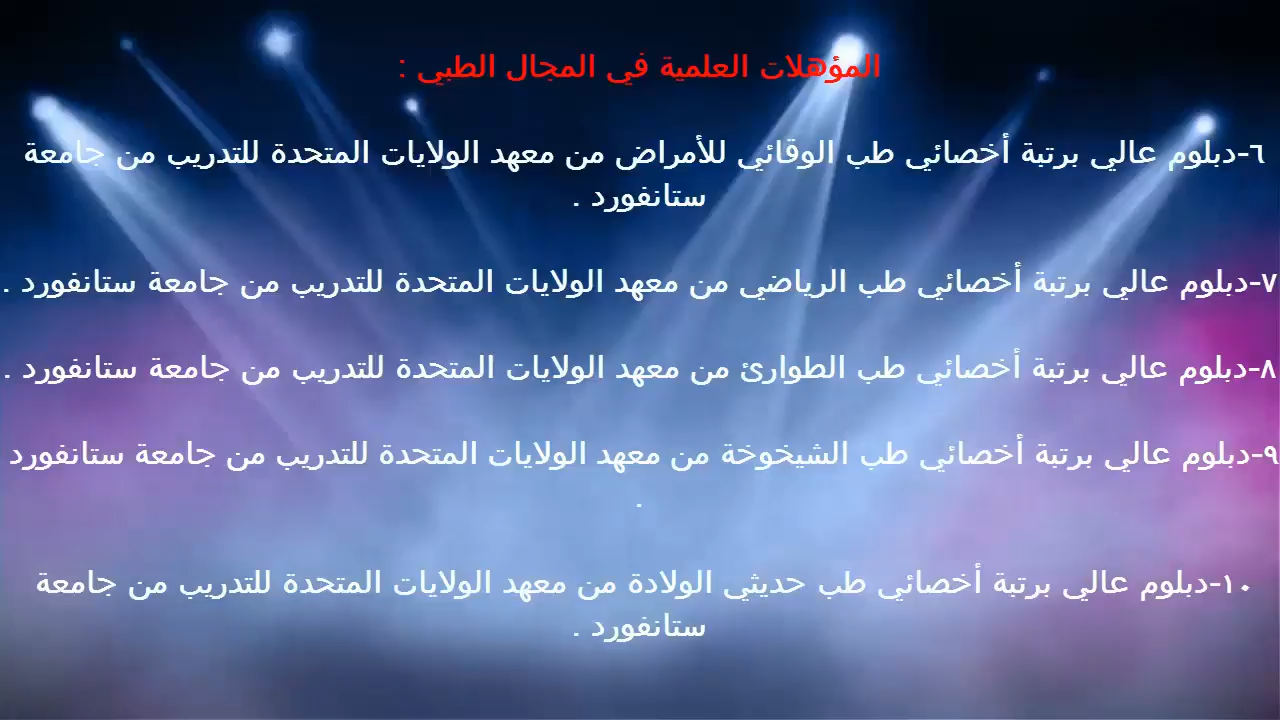 المؤهلات العلمية في المجال الطبي :
٦-دبلوم عالي برتبة أخصائي طب الوقائي للأمراض من معهد الولايات المتحدة للتدريب من جامعة
ستانفورد .
٧-دبلوم عالي برتبة أخصائي طب الرياضي من معهد الولايات المتحدة للتدريب من جامعة ستانفورد .
٨-دبلوم عالي برتبة أخصائي طب الطوارئ من معهد الولايات المتحدة للتدريب من جامعة ستانفورد .
٩-دبلوم عالي برتبة أخصائي طب الشيخوخة من معهد الولايات المتحدة للتدريب من جامعة ستانفورد
.
١٠-دبلوم عالي برتبة أخصائي طب حديثي الولادة من معهد الولايات المتحدة للتدريب من جامعة
ستانفورد .